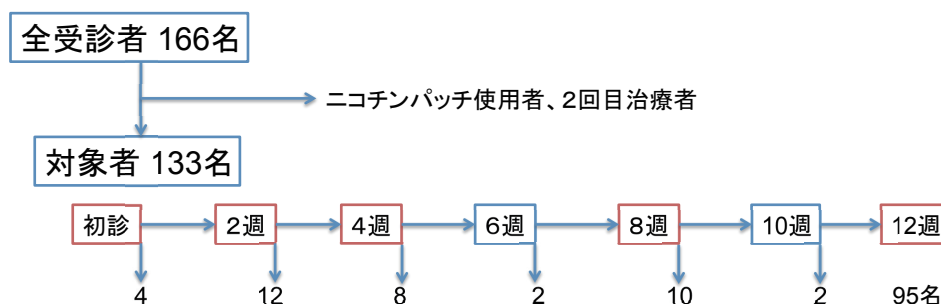 全受診者 166名
ニコチンパッチ使用者、2回目治療者
対象者 133名
初診 2週 4週 6週 8週 10週 12週
4 12 8 2 10 2 95名